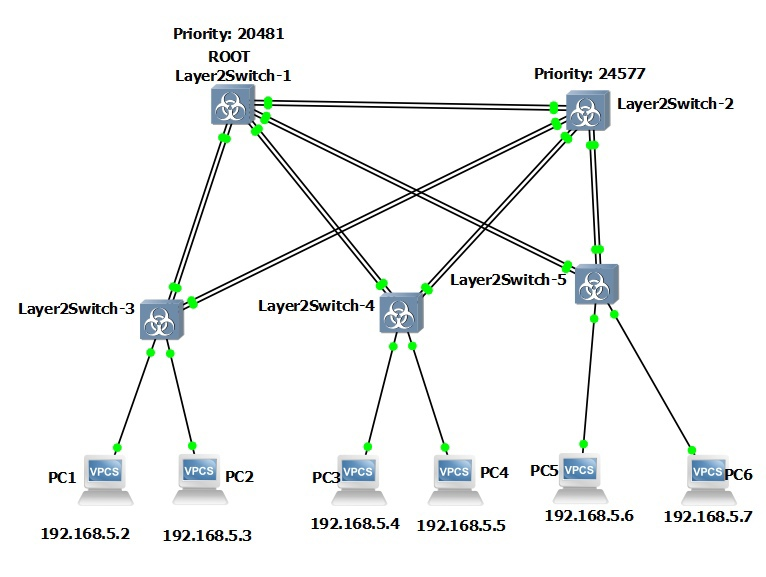 Priority: 20481
ROOT
Layer2Switch-1
Priority: 24577
Layer2Switch-2
Layer2Switch-3
Layer2Switch-4
Layer2Switch-5
PC1
VPCS
VPCS
PC2
PC3
VPCS
VPCS
PC4
PC5
VPCS
VPCS
PC6
192.168.5.2
192.168.5.3
192.168.5.4
192.168.5.5
192.168.5.6
192.168.5.7